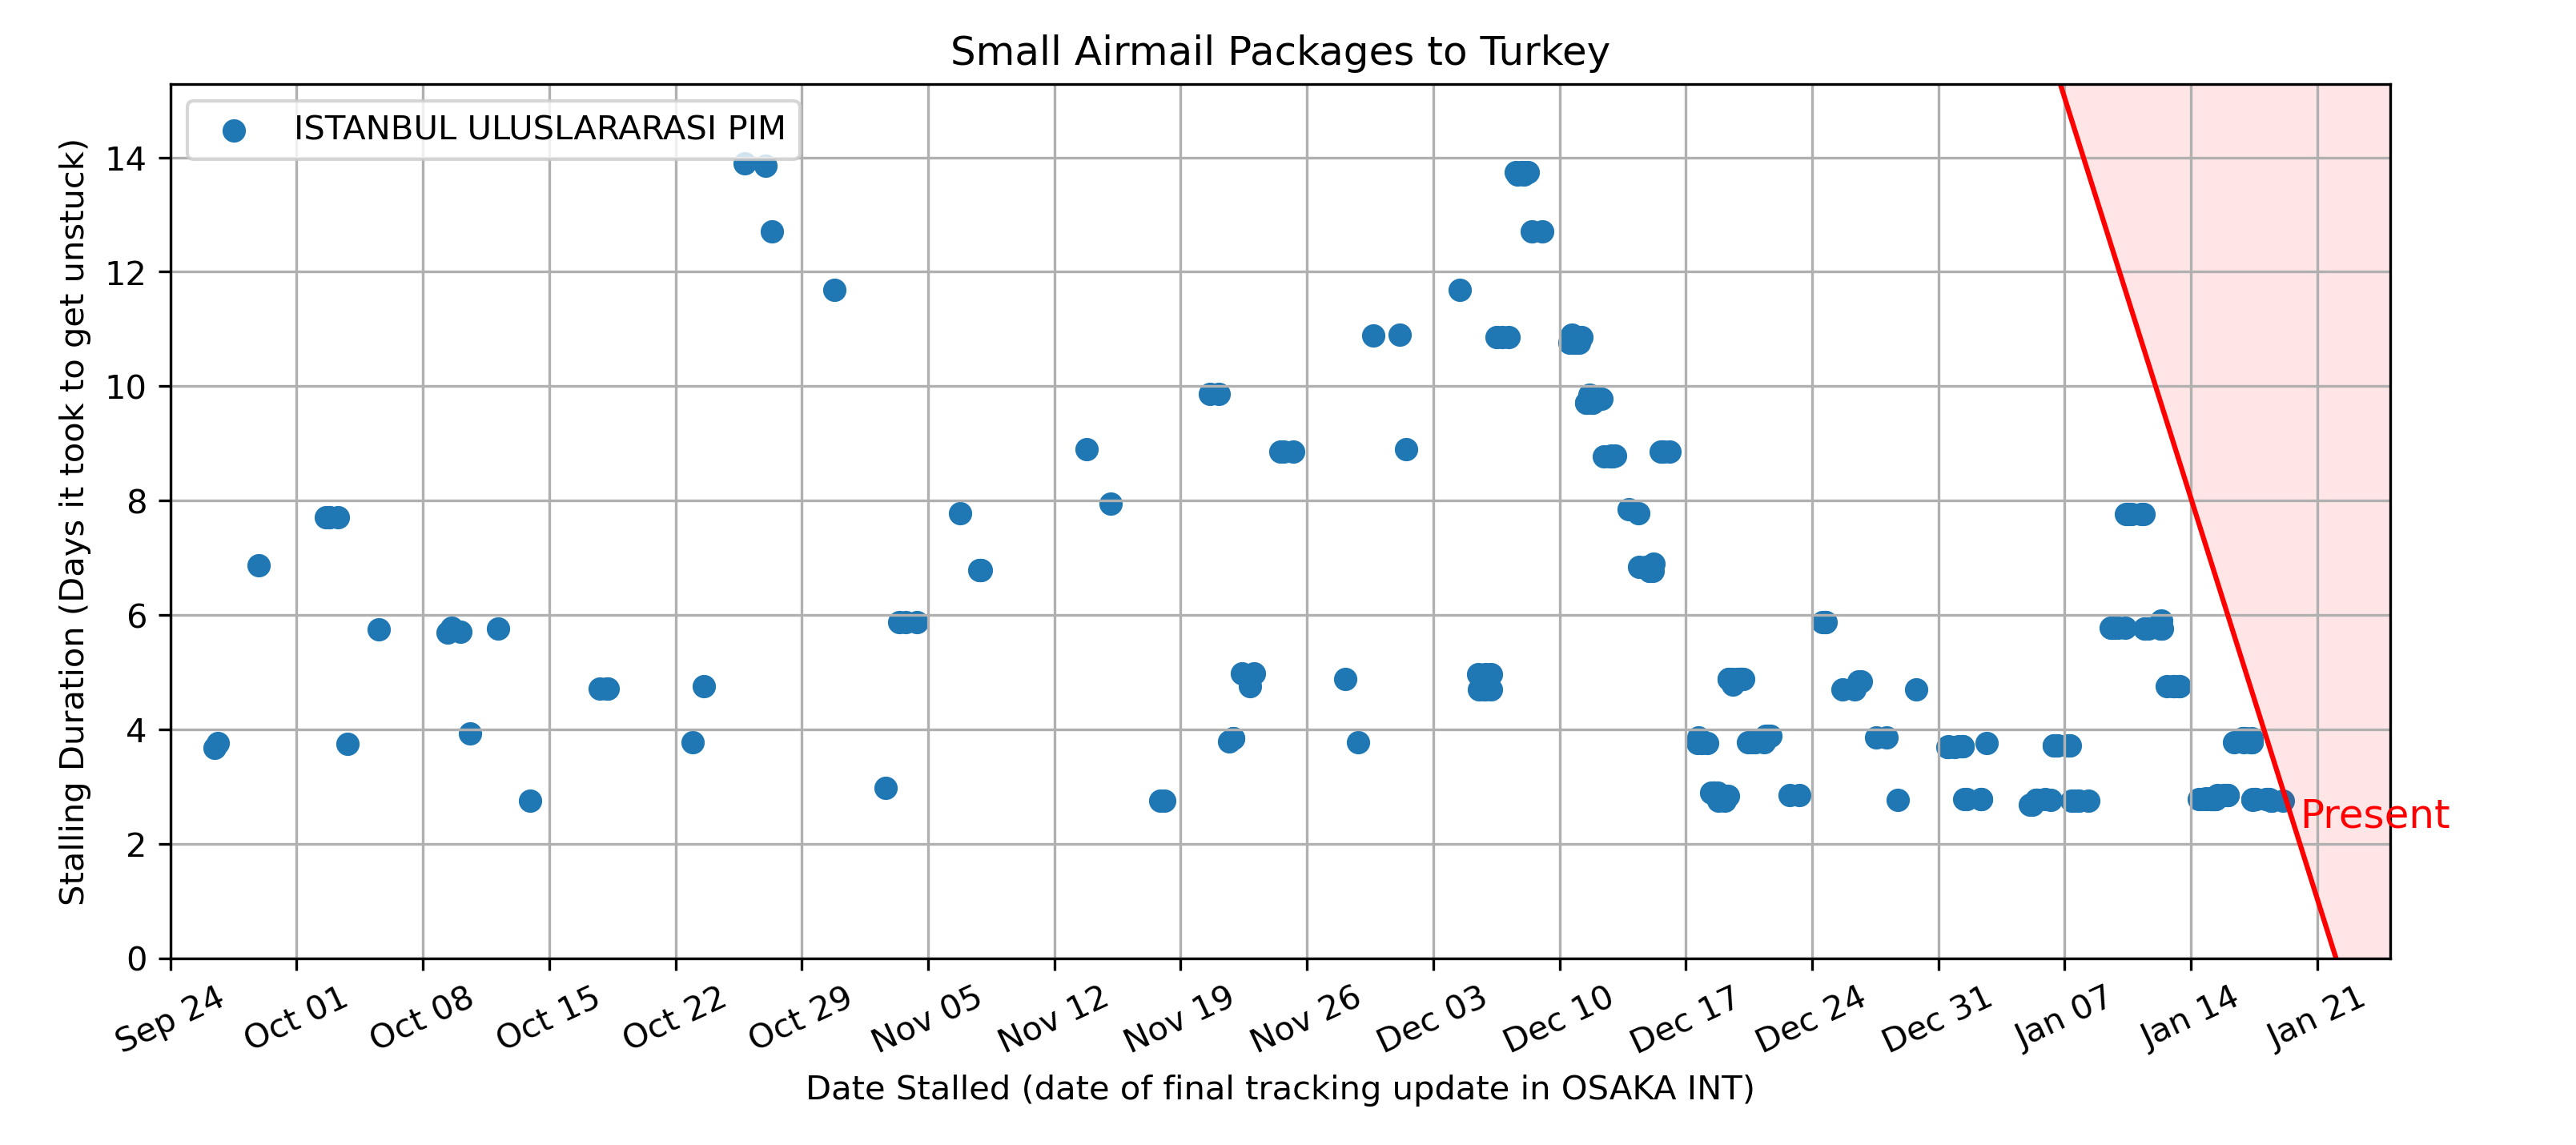 Small Airmail Packages to Turkey
ISTANBUL ULUSLARARASI PIM
Stalling Duration (Days it took to get unstuck)
14
12
10
8
6
4
2
0
Present
Sep 24
Oct 01
Oct 08
Oct 15
Oct 22
Oct 29
Nov 05
Nov 12
Nov 19
Nov 26
Dec 03
Dec 10
Dec 17
Dec 24
Dec 31
Jan 07
Jan 14
Jan 21
Date Stalled (date of final tracking update in OSAKA INT)